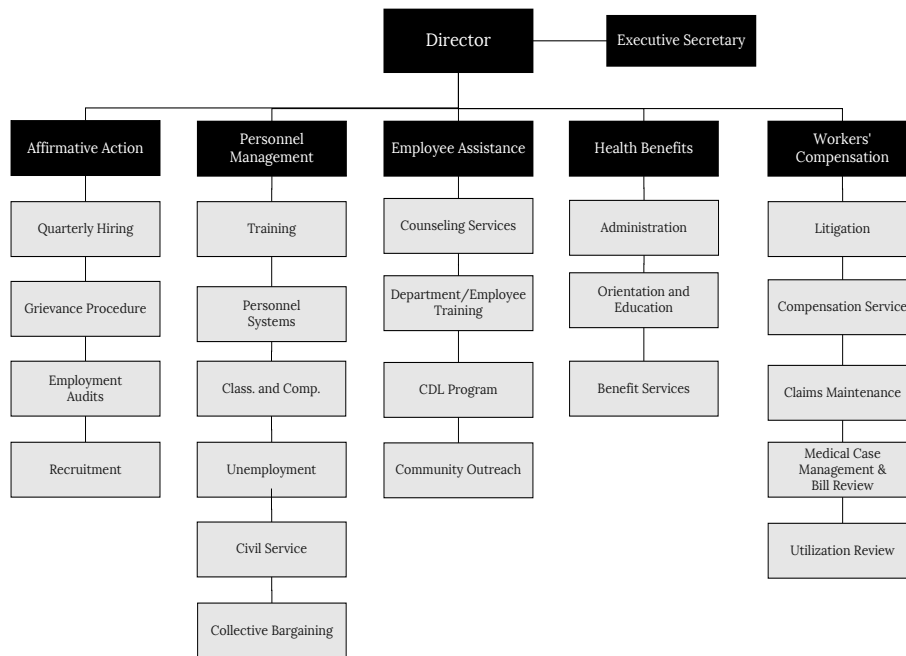 Director
Executive Secretary
Affirmative Action
Personnel
Management
Employee Assistance
Health Benefits
Workers'
Compensation
Quarterly Hiring
Grievance Procedure
Employment
Audits
Recruitment
Training
Personnel
Systems
Class. and Comp.
Unemployment
Civil Service
Collective Bargaining
Counseling Services
Department/Employee
Training
CDL Program
Community Outreach
Administration
Orientation and
Education
Benefit Services
Litigation
Compensation Service
Claims Maintenance
Medical Case
Management &
Bill Review
Utilization Review